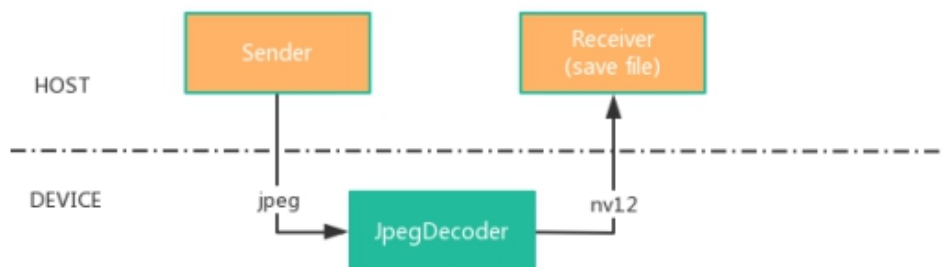 Sender
Receiver
(save file)
HOST
DEVICE
jpeg
nv12
JpegDecoder